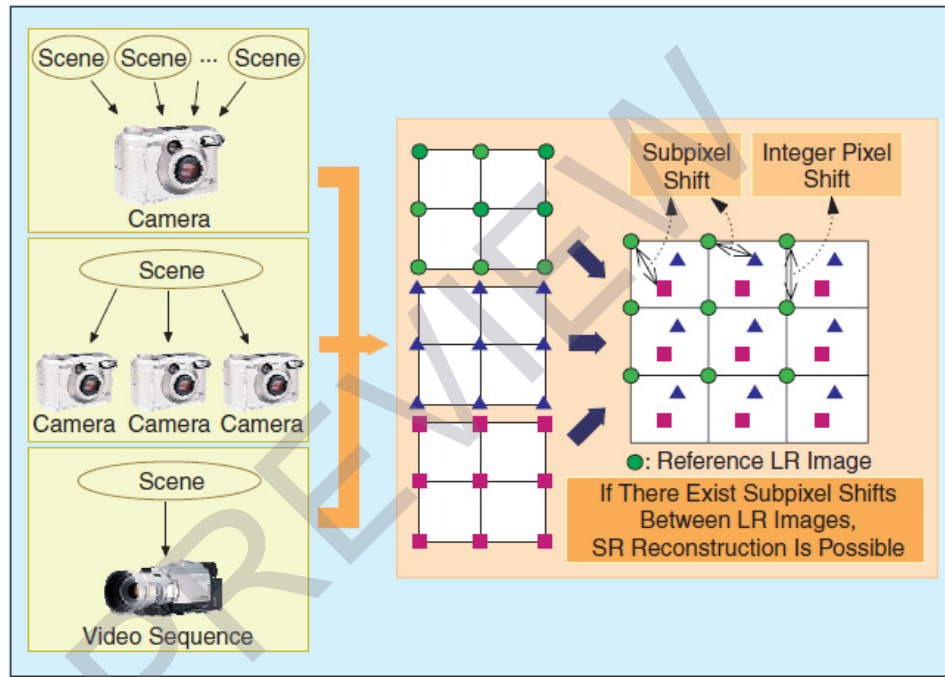 Scene Scene ... Scene
Camera
Scene
Camera Camera Camera
Scene
Video Sequence
Subpixel
Shift
Integer Pixel
Shift
: Reference LR Image
If There Exist Subpixel Shifts
Between LR Images,
SR Reconstruction Is Possible
PREVIEW